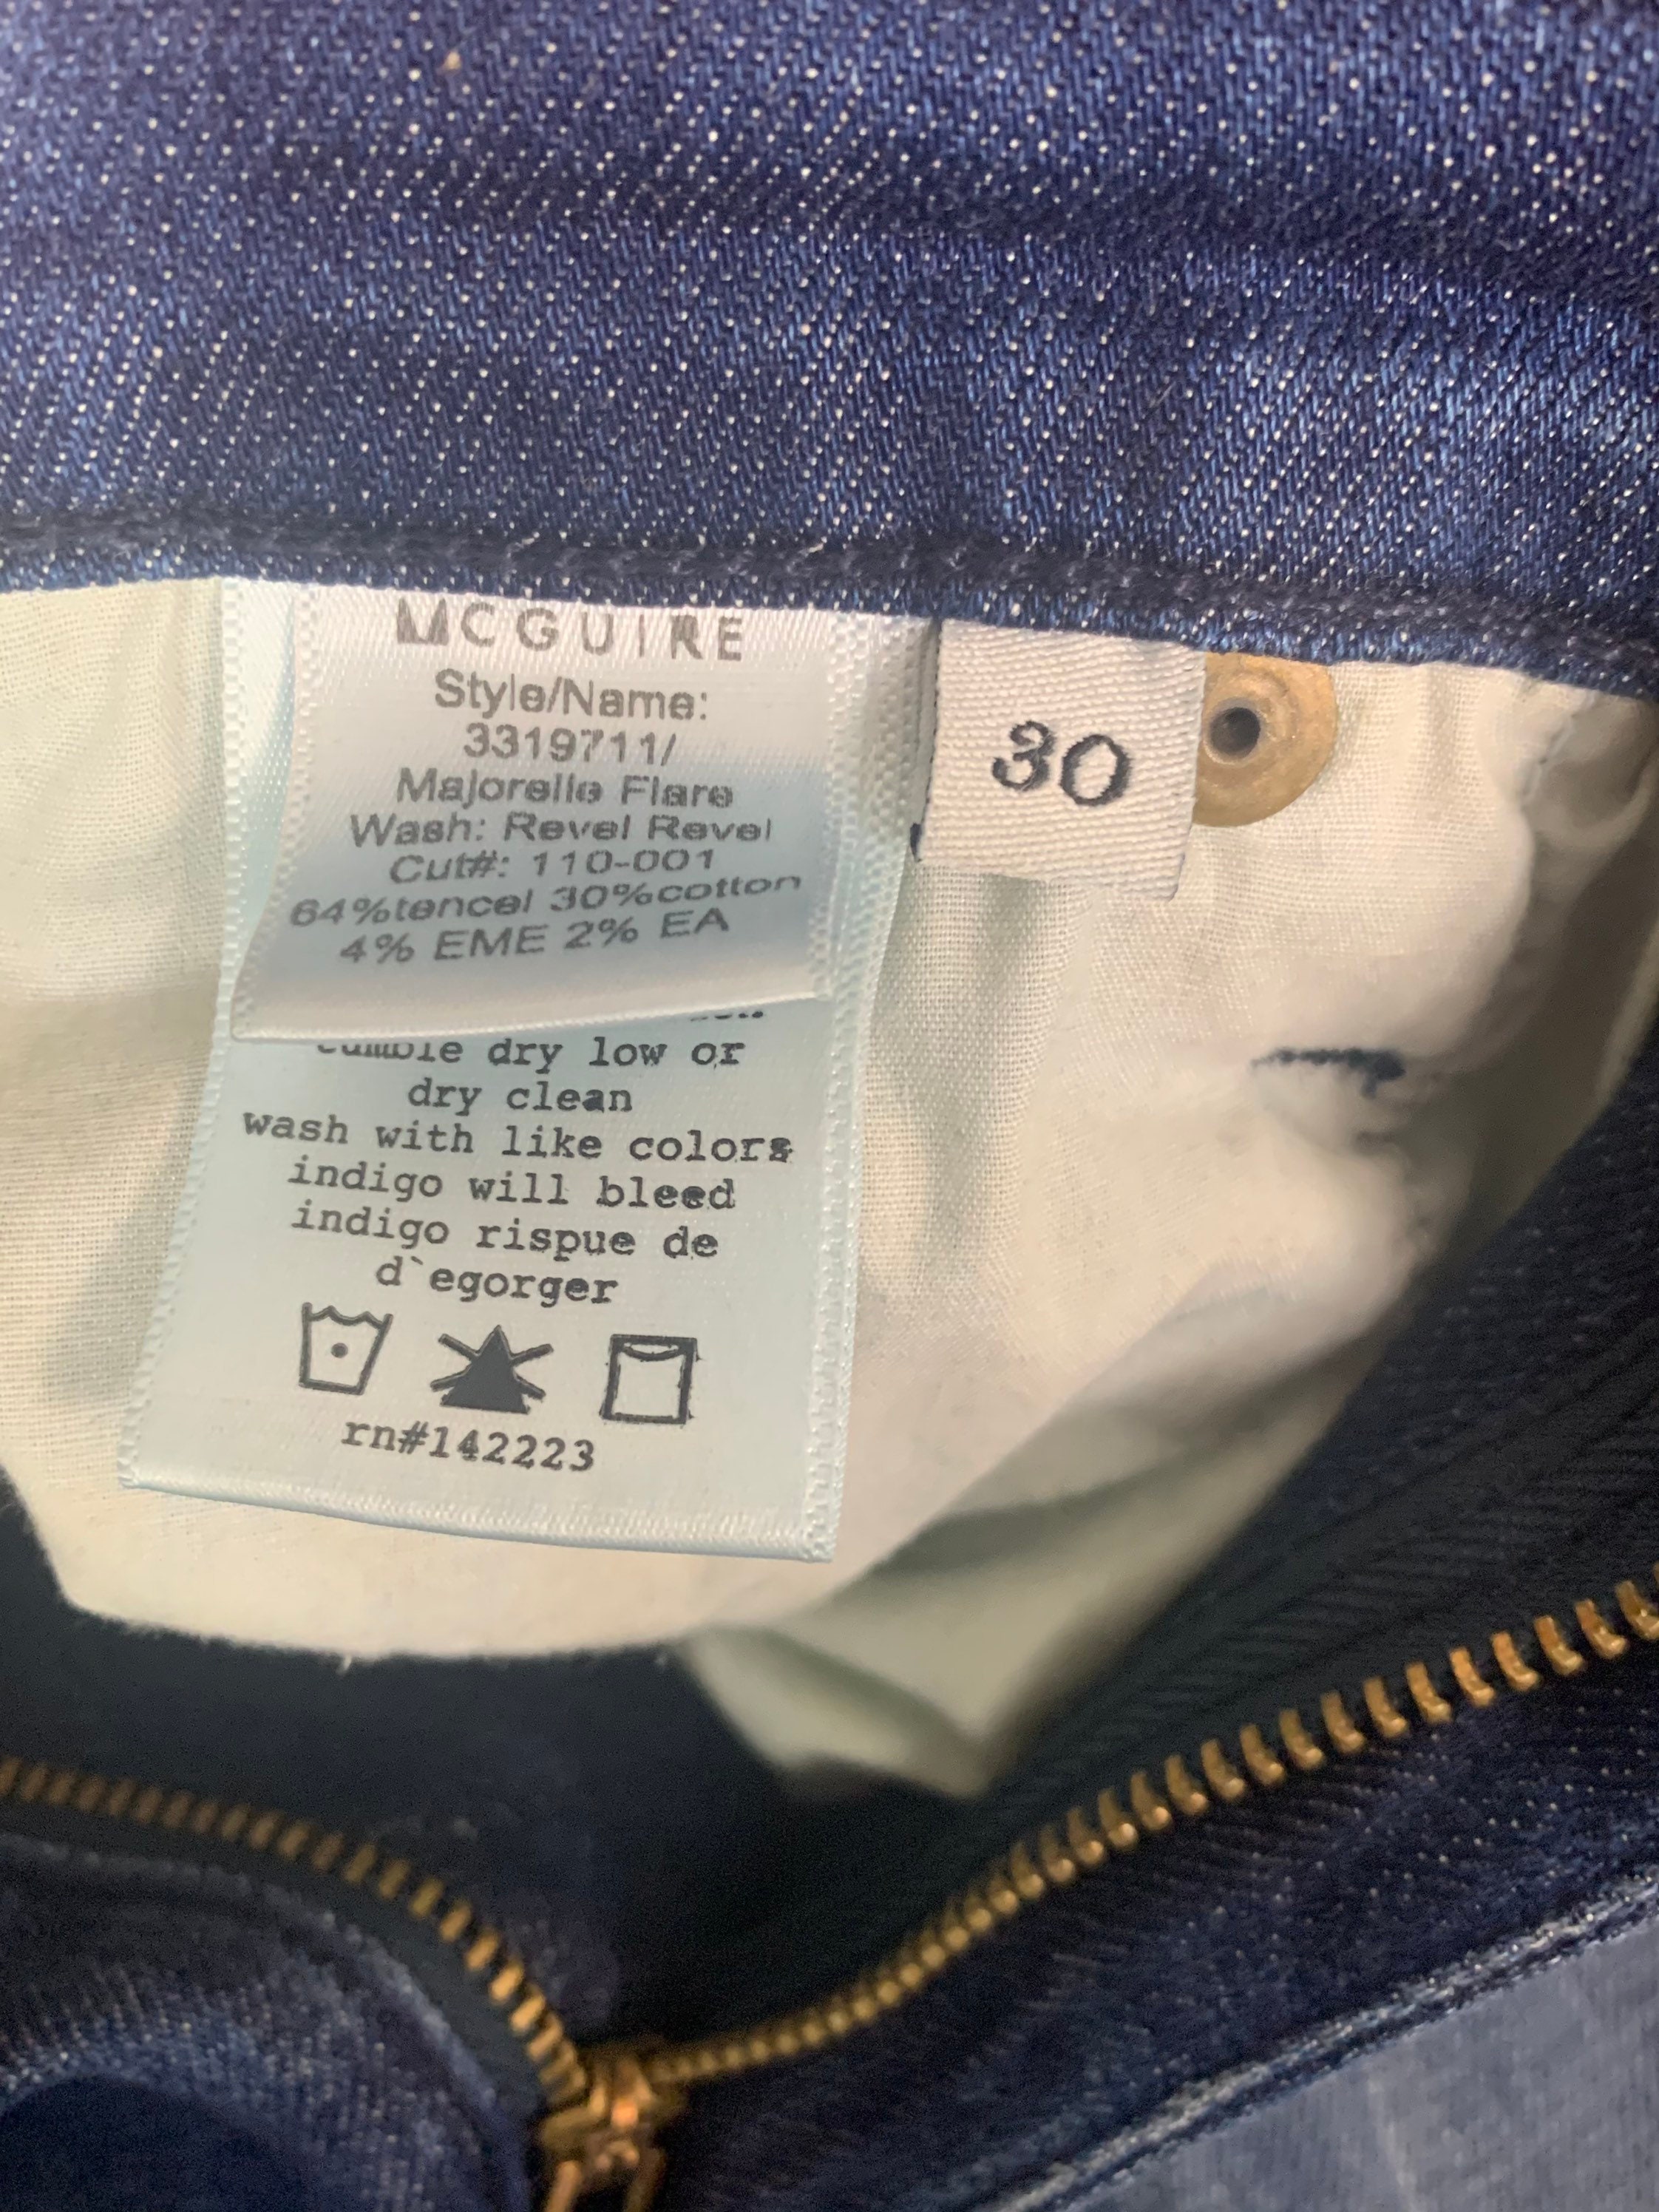 MCGUIRE
Style/Name:
3319711/
Majorelle Flare
Wash: Revel Revel
Cut#: 110-001
64%tencel 30%cotton
4% EME 2% EA
30
tumble dry low or
dry clean
wash with like colors
indigo will bleed
indigo rispue de
d`egorger
rn#142223